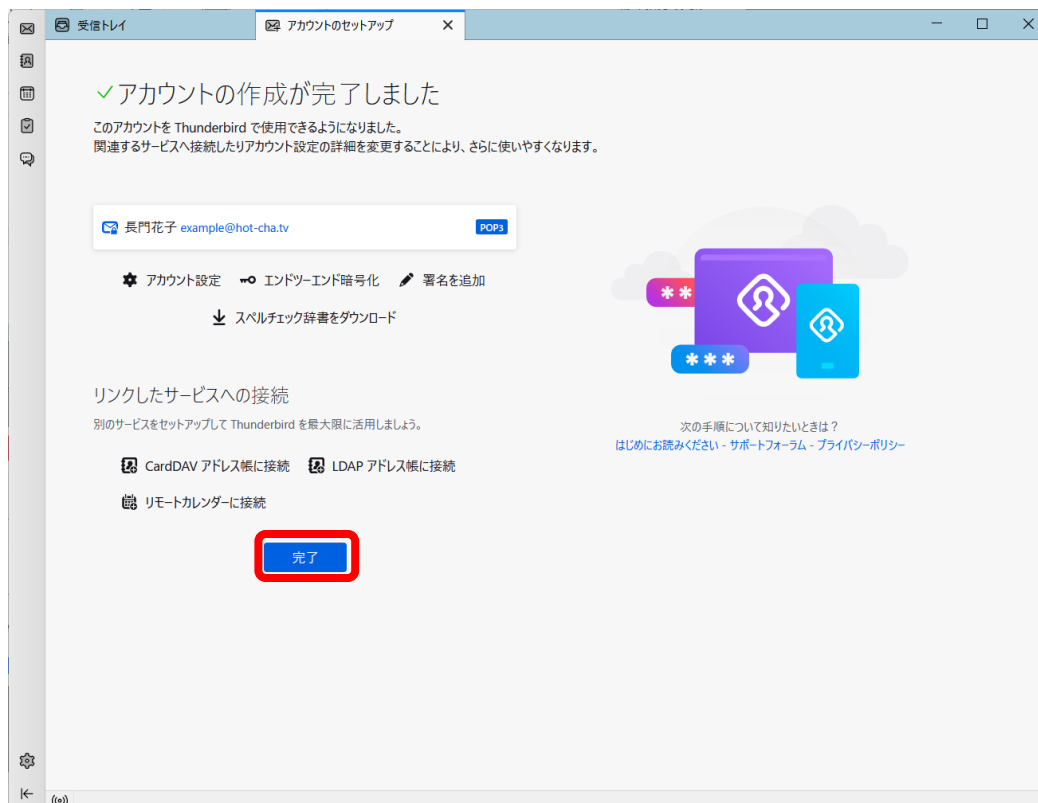 受信トレイ
アカウントのセットアップ
アカウントの作成が完了しました
このアカウントを Thunderbird で使用できるようになりました。
関連するサービスへ接続したりアカウント設定の詳細を変更することにより、さらに使いやすくなります。
長門花子 example@hot-cha.tv
POP3
アカウント設定 エンドツーエンド暗号化 署名を追加
スペルチェック辞書をダウンロード
リンクしたサービスへの接続
別のサービスをセットアップして Thunderbird を最大限に活用しましょう。
CardDAV アドレス帳に接続 LDAP アドレス帳に接続
リモートカレンダーに接続
完了
***
次の手順について知りたいときは？
はじめにお読みください - サポートフォーラム - プライバシーポリシー